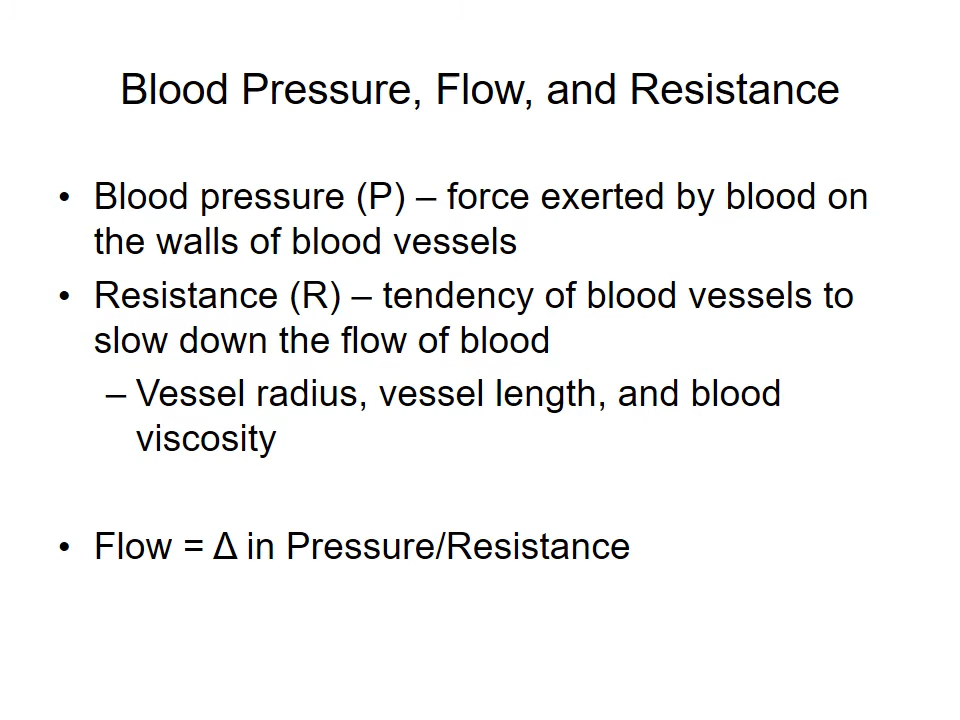 Blood Pressure, Flow, and Resistance
• Blood pressure (P) – force exerted by blood on
the walls of blood vessels
• Resistance (R) – tendency of blood vessels to
slow down the flow of blood
– Vessel radius, vessel length, and blood
viscosity
• Flow = Δ in Pressure/Resistance